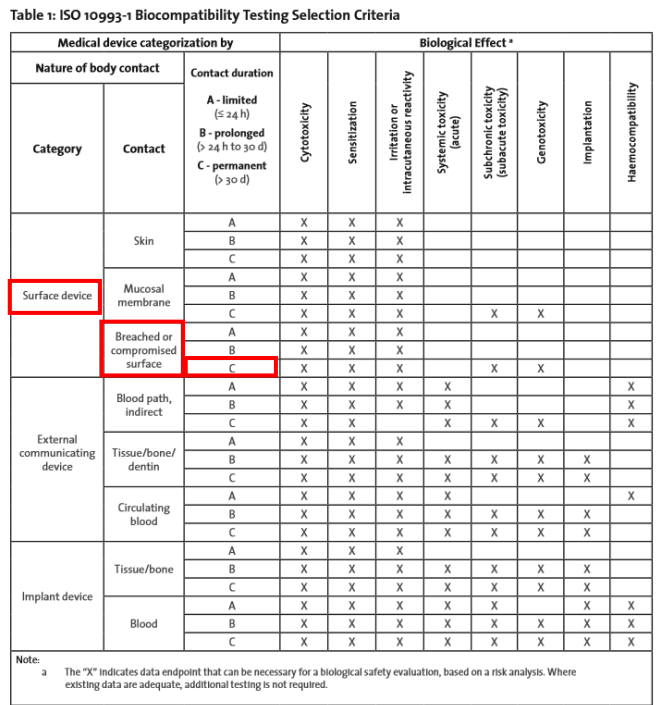 Table 1: ISO 10993-1 Biocompatibility Testing Selection Criteria
Medical device categorization by
Biological Effect ᵃ
Nature of body contact
Contact duration
A - limited
(≤ 24 h)
B - prolonged
(> 24 h to 30 d)
C - permanent
(> 30 d)
Category
Contact
Cytotoxicity
Sensitization
Irritation or
intracutaneous reactivity
Systemic toxicity
(acute)
Subchronic toxicity
(subacute toxicity)
Genotoxicity
Implantation
Haemocompatibility
Surface device
Skin
A X X X
B X X X
C X X X
Mucosal
membrane
A X X X
B X X X
C X X X X X
Breached or
compromised
surface
A X X X
B X X X
C X X X X X
External
communicating
device
Blood path,
indirect
A X X X X X
B X X X X X
C X X X X X X
Tissue/bone/
dentin
A X X X
B X X X X X X X
C X X X X X X X
Circulating
blood
A X X X X X
B X X X X X X X
C X X X X X X X
Implant device
Tissue/bone
A X X X
B X X X X X X X
C X X X X X X X
Blood
A X X X X X X X
B X X X X X X X X
C X X X X X X X X
Note:
a The "X" indicates data endpoint that can be necessary for a biological safety evaluation, based on a risk analysis. Where
existing data are adequate, additional testing is not required.